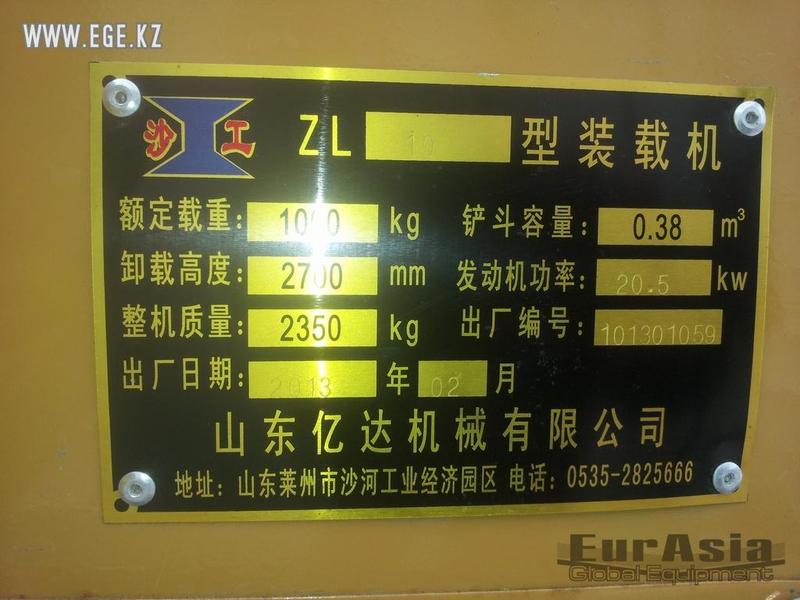 WWW.EGE.KZ
沙工 ZL 10 型装载机
额定载重: 1000 kg 铲斗容量: 0.38 m³
卸载高度: 2700 mm 发动机功率: 20.5 kw
整机质量: 2350 kg 出厂编号: 101301059
出厂日期: 2013 年 02 月
山东亿达机械有限公司
地址: 山东莱州市沙河工业经济园区 电话: 0535-2825666
EurAsia
Global Equipment